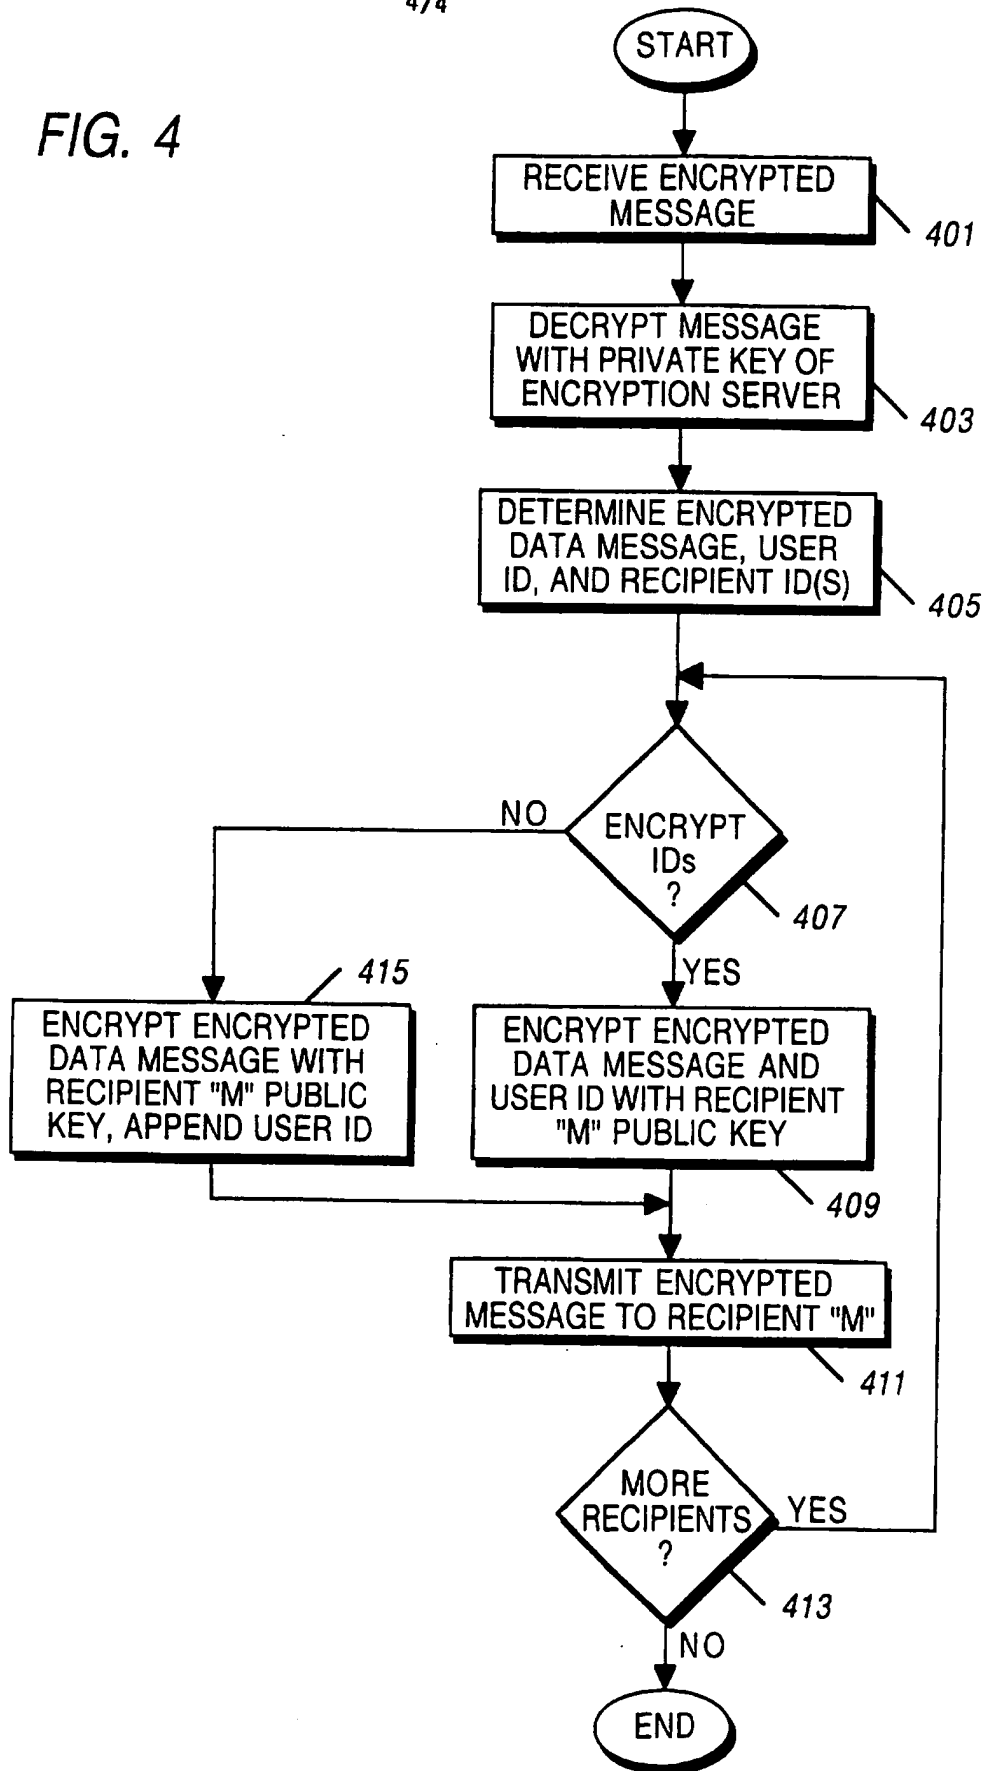 4/4
FIG. 4
START
RECEIVE ENCRYPTED
MESSAGE
401
DECRYPT MESSAGE
WITH PRIVATE KEY OF
ENCRYPTION SERVER
403
DETERMINE ENCRYPTED
DATA MESSAGE, USER
ID, AND RECIPIENT ID(S)
405
NO
ENCRYPT
IDs
?
407
YES
415
ENCRYPT ENCRYPTED
DATA MESSAGE WITH
RECIPIENT "M" PUBLIC
KEY, APPEND USER ID
ENCRYPT ENCRYPTED
DATA MESSAGE AND
USER ID WITH RECIPIENT
"M" PUBLIC KEY
409
TRANSMIT ENCRYPTED
MESSAGE TO RECIPIENT "M"
411
MORE
RECIPIENTS
?
YES
413
NO
END